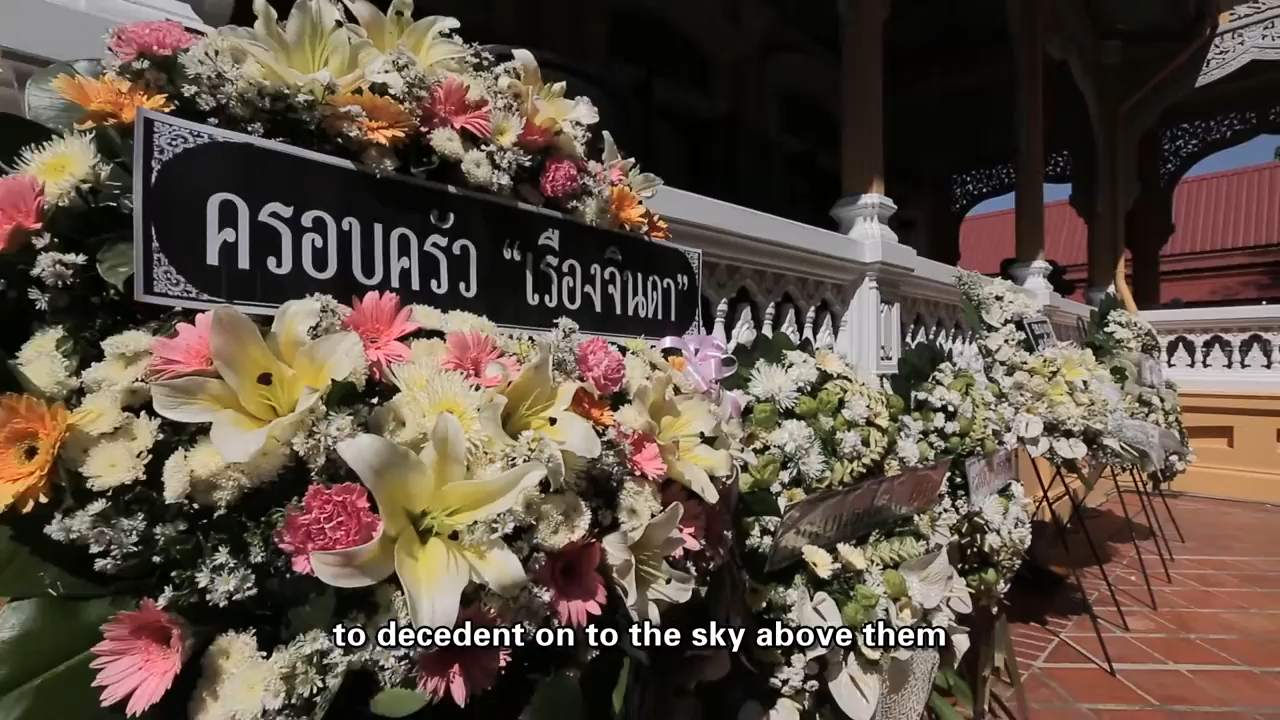 ครอบครัว “เรืองจินดา”
to decedent on to the sky above them